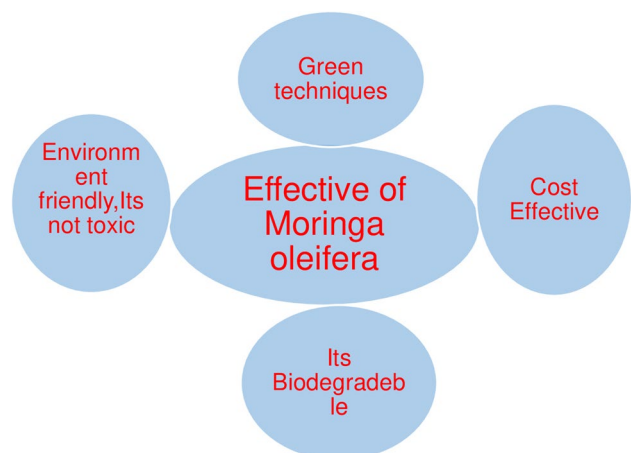 Green
techniques
Environm
ent
friendly,Its
not toxic
Effective of
Moringa
oleifera
Cost
Effective
Its
Biodegradeb
le